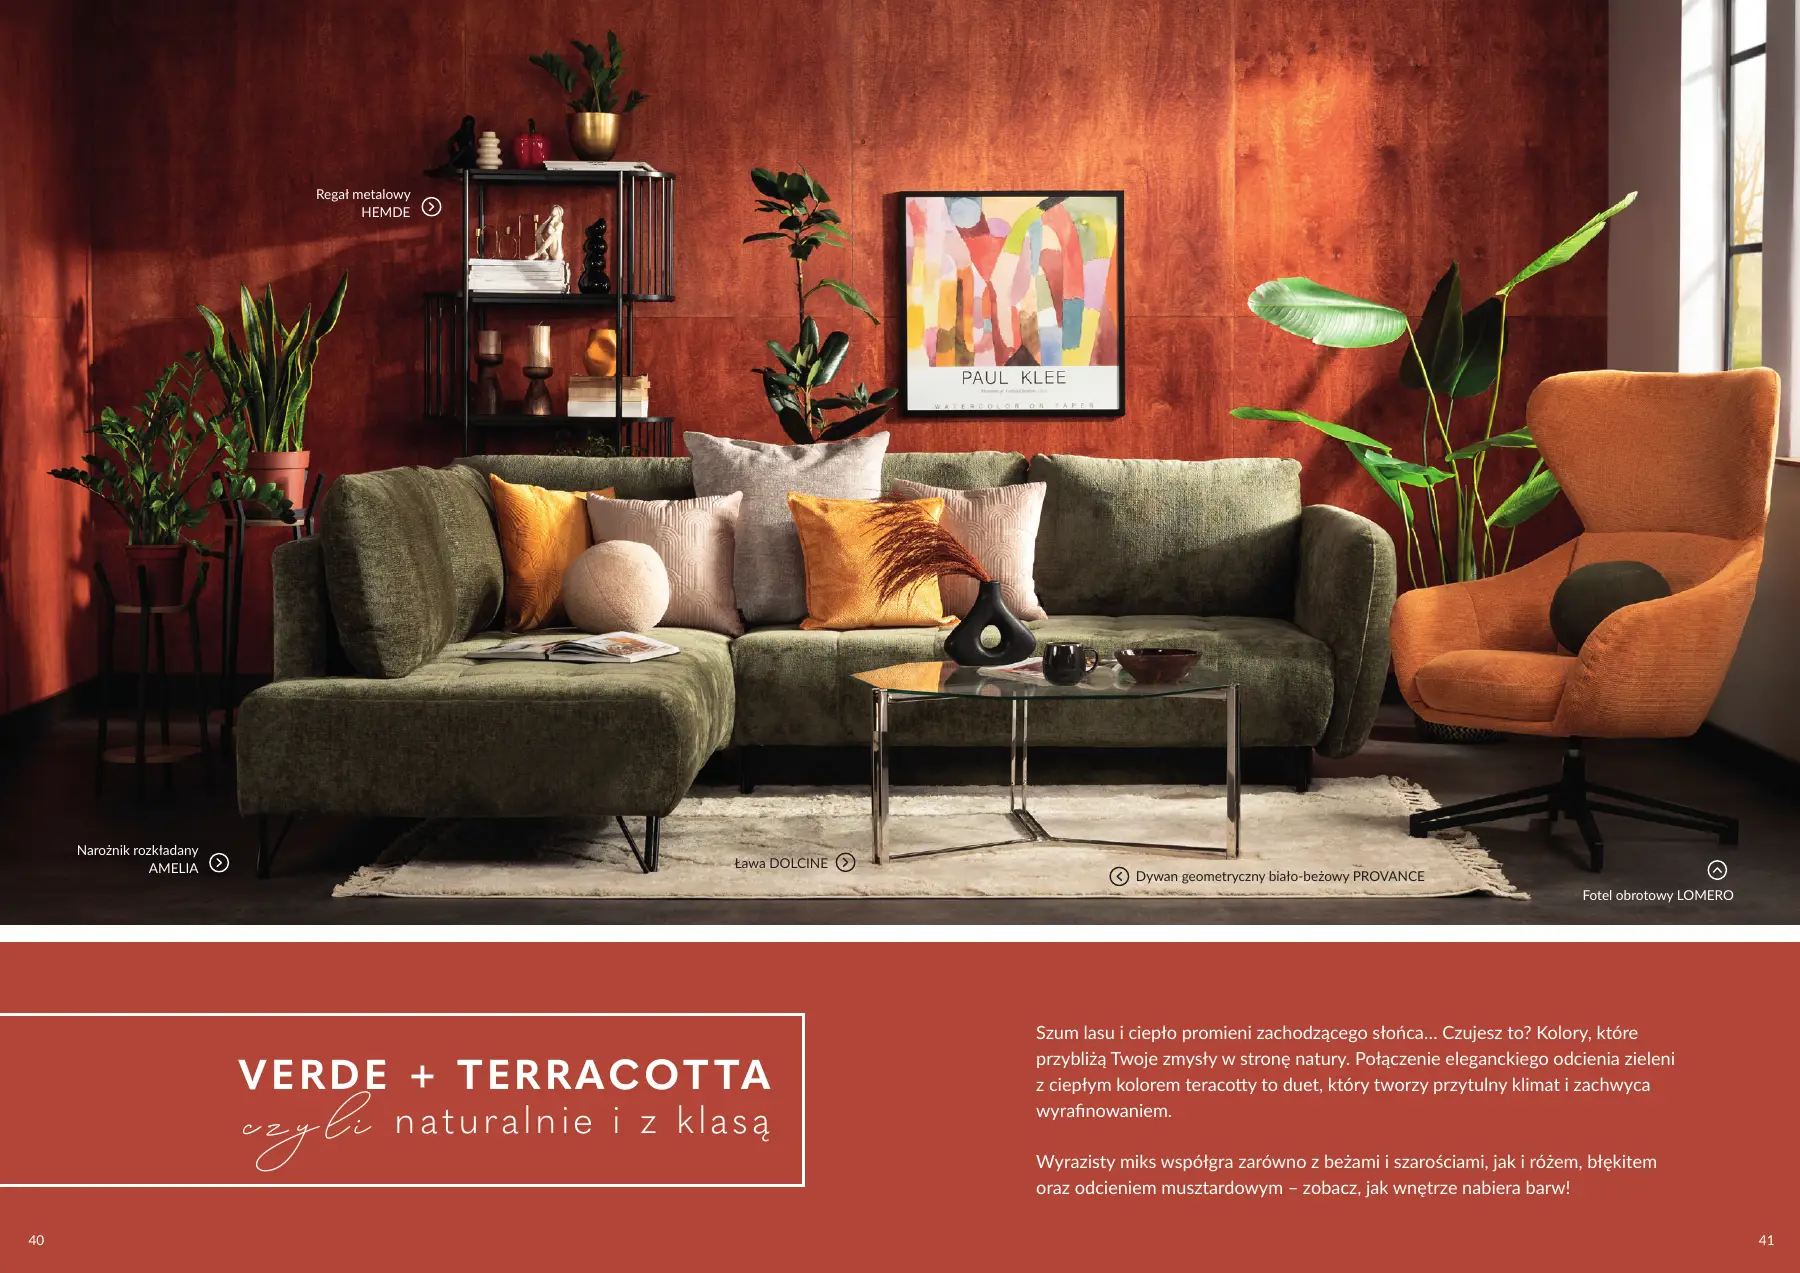 Regał metalowy
HEMDE
PAUL KLEE
WATERCOLOR ON PAPER
Narożnik rozkładany
AMELIA
Ława DOLCINE
Dywan geometryczny biało-beżowy PROVANCE
Fotel obrotowy LOMERO
VERDE + TERRACOTTA
czyli naturalnie i z klasą
Szum lasu i ciepło promieni zachodzącego słońca... Czujesz to? Kolory, które
przybliżą Twoje zmysły w stronę natury. Połączenie eleganckiego odcienia zieleni
z ciepłym kolorem teracotty to duet, który tworzy przytulny klimat i zachwyca
wyrafinowaniem.
Wyrazisty miks współgra zarówno z beżami i szarościami, jak i różem, błękitem
oraz odcieniem musztardowym – zobacz, jak wnętrze nabiera barw!
40
41